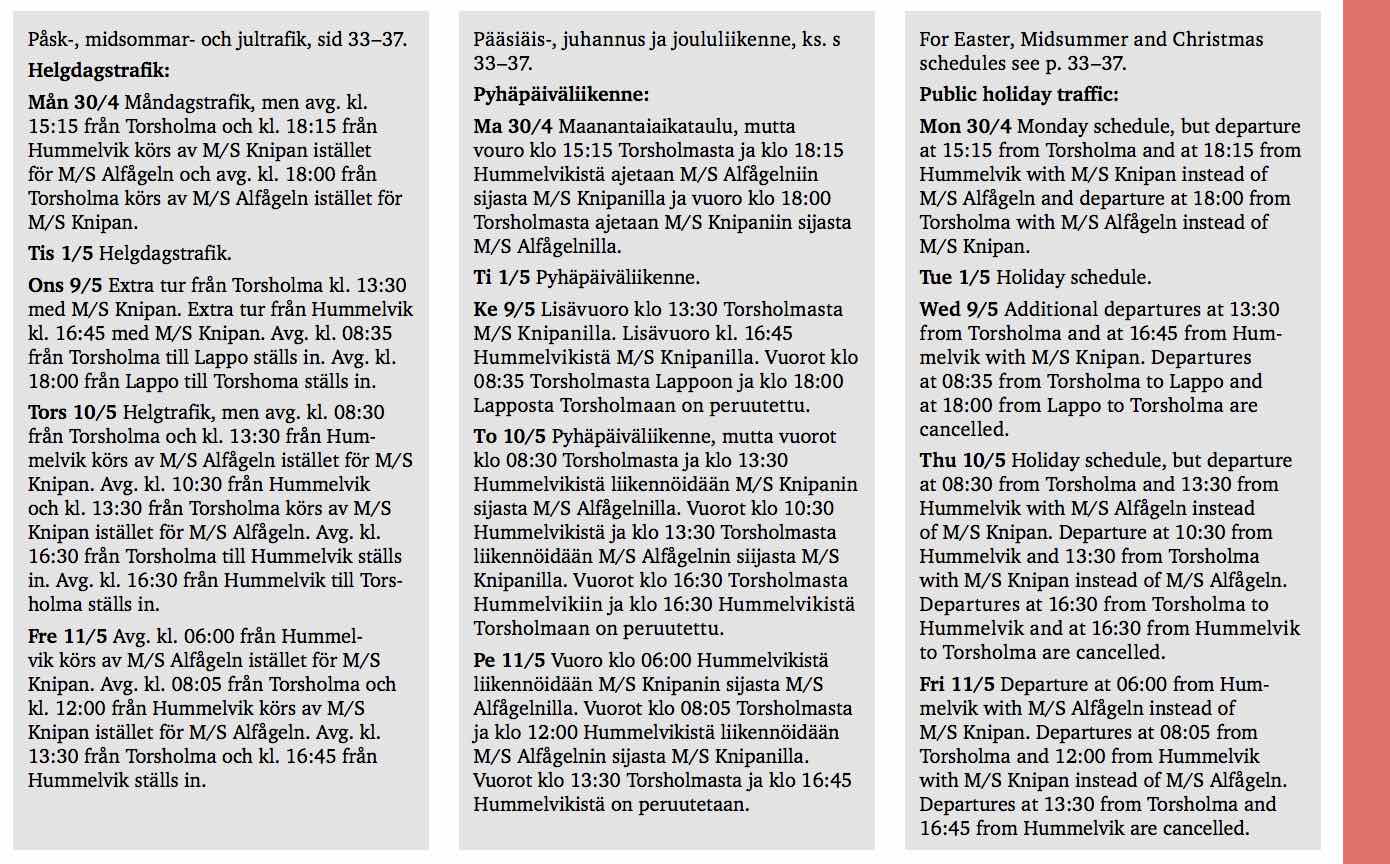 Påsk-, midsommar- och jultrafik, sid 33–37.
Helgdagstrafik:
Mån 30/4 Måndagstrafik, men avg. kl.
15:15 från Torsholma och kl. 18:15 från
Hummelvik körs av M/S Knipan istället
för M/S Alfågeln och avg. kl. 18:00 från
Torsholma körs av M/S Alfågeln istället för
M/S Knipan.
Tis 1/5 Helgdagstrafik.
Ons 9/5 Extra tur från Torsholma kl. 13:30
med M/S Knipan. Extra tur från Hummelvik
kl. 16:45 med M/S Knipan. Avg. kl. 08:35
från Torsholma till Lappo ställs in. Avg. kl.
18:00 från Lappo till Torshoma ställs in.
Tors 10/5 Helgtrafik, men avg. kl. 08:30
från Torsholma och kl. 13:30 från Hum-
melvik körs av M/S Alfågeln istället för M/S
Knipan. Avg. kl. 10:30 från Hummelvik
och kl. 13:30 från Torsholma körs av M/S
Knipan istället för M/S Alfågeln. Avg. kl.
16:30 från Torsholma till Hummelvik ställs
in. Avg. kl. 16:30 från Hummelvik till Tors-
holma ställs in.
Fre 11/5 Avg. kl. 06:00 från Hummel-
vik körs av M/S Alfågeln istället för M/S
Knipan. Avg. kl. 08:05 från Torsholma och
kl. 12:00 från Hummelvik körs av M/S
Knipan istället för M/S Alfågeln. Avg. kl.
13:30 från Torsholma och kl. 16:45 från
Hummelvik ställs in.
Pääsiäis-, juhannus ja joululiikenne, ks. s
33–37.
Pyhäpäiväliikenne:
Ma 30/4 Maanantaiaikataulu, mutta
vouro klo 15:15 Torsholmasta ja klo 18:15
Hummelvikistä ajetaan M/S Alfågelniin
sijasta M/S Knipanilla ja vuoro klo 18:00
Torsholmasta ajetaan M/S Knipaniin sijasta
M/S Alfågelnilla.
Ti 1/5 Pyhäpäiväliikenne.
Ke 9/5 Lisävuoro klo 13:30 Torsholmasta
M/S Knipanilla. Lisävuoro kl. 16:45
Hummelvikistä M/S Knipanilla. Vuorot klo
08:35 Torsholmasta Lappoon ja klo 18:00
Lapposta Torsholmaan on peruutettu.
To 10/5 Pyhäpäiväliikenne, mutta vuorot
klo 08:30 Torsholmasta ja klo 13:30
Hummelvikistä liikennöidään M/S Knipanin
sijasta M/S Alfågelnilla. Vuorot klo 10:30
Hummelvikistä ja klo 13:30 Torsholmasta
liikennöidään M/S Alfågelnin siijasta M/S
Knipanilla. Vuorot klo 16:30 Torsholmasta
Hummelvikiin ja klo 16:30 Hummelvikistä
Torsholmaan on peruutettu.
Pe 11/5 Vuoro klo 06:00 Hummelvikistä
liikennöidään M/S Knipanin sijasta M/S
Alfågelnilla. Vuorot klo 08:05 Torsholmasta
ja klo 12:00 Hummelvikistä liikennöidään
M/S Alfågelnin sijasta M/S Knipanilla.
Vuorot klo 13:30 Torsholmasta ja klo 16:45
Hummelvikistä on peruutetaan.
For Easter, Midsummer and Christmas
schedules see p. 33–37.
Public holiday traffic:
Mon 30/4 Monday schedule, but departure
at 15:15 from Torsholma and at 18:15 from
Hummelvik with M/S Knipan instead of
M/S Alfågeln and departure at 18:00 from
Torsholma with M/S Alfågeln instead of
M/S Knipan.
Tue 1/5 Holiday schedule.
Wed 9/5 Additional departures at 13:30
from Torsholma and at 16:45 from Hum-
melvik with M/S Knipan. Departures
at 08:35 from Torsholma to Lappo and
at 18:00 from Lappo to Torsholma are
cancelled.
Thu 10/5 Holiday schedule, but departure
at 08:30 from Torsholma and 13:30 from
Hummelvik with M/S Alfågeln instead
of M/S Knipan. Departure at 10:30 from
Hummelvik and 13:30 from Torsholma
with M/S Knipan instead of M/S Alfågeln.
Departures at 16:30 from Torsholma to
Hummelvik and at 16:30 from Hummelvik
to Torsholma are cancelled.
Fri 11/5 Departure at 06:00 from Hum-
melvik with M/S Alfågeln instead of
M/S Knipan. Departures at 08:05 from
Torsholma and 12:00 from Hummelvik
with M/S Knipan instead of M/S Alfågeln.
Departures at 13:30 from Torsholma and
16:45 from Hummelvik are cancelled.